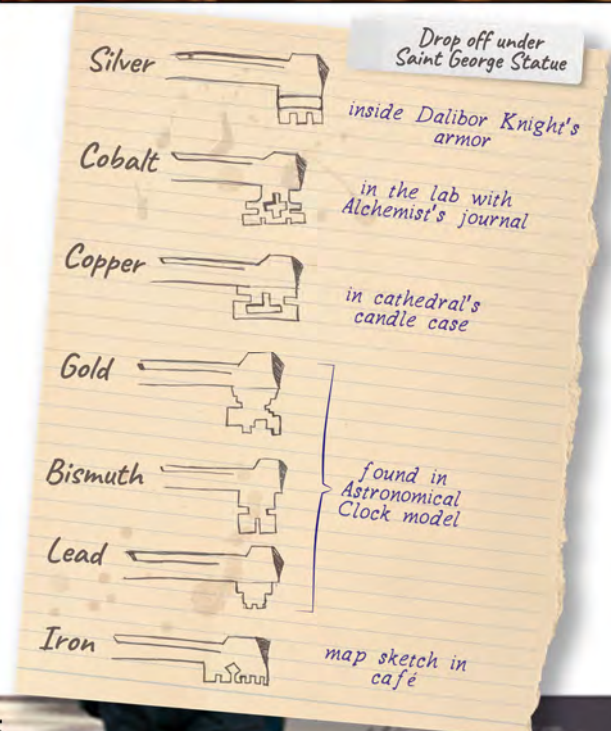 Drop off under
Saint George Statue
Silver
inside Dalibor Knight's
armor
Cobalt
in the lab with
Alchemist's journal
Copper
in cathedral's
candle case
Gold
Bismuth
found in
Astronomical
Clock model
Lead
Iron
map sketch in
café